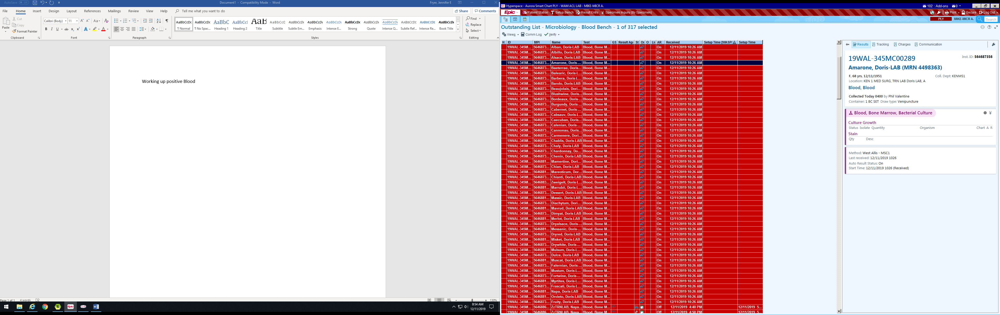 AutoSave Off
Document1 - Compatibility Mode - Word
Fryer, Jennifer E
File Home Insert Design Layout References Mailings Review View Help Tell me what you want to do
Share Comments
Paste
Cut
Copy
Format Painter
Clipboard
Calibri (Body) 11
Font
Paragraph
AaBbCcDc AaBbCcDc AaBbC AaBbCcI AaB AaBbCcD AaBbCcDc AaBbCcDc AaBbCcDc AaBbCcDc AaBbCcDc AaBbCcDc AABBCCDC AABBCCDC AaBbCcDc
¶ Normal ¶ No Spac... Heading 1 Heading 2 Title Subtitle Subtle Em... Emphasis Intense E... Strong Quote Intense Q... Subtle Ref... Intense Re... Book Title
Styles
Find
Replace
Select
Editing
Working up positive Blood
Page 1 of 1 4 words
130%
8:54 AM
12/11/2019
Hyperspace - Aurora Smart Chart PLY - WAM ACL LAB - MIKE-MICR A.
102 : Add-ons 0
Epic Patient Station Setup Bench Result Entry Specimen Inquiry (By Specimen)
Print Secure Log Out
PLY MIKE-MICR A. Search
Outstanding List - Microbiology - Blood Bench - 1 of 317 selected
Views Comm Log Verify
H ID MPI Name Test GS Result Age St O Lii AR Received Setup Time [WASP/ Setup Time
19WAL-345M... 5646873... Alban, Doris-LAB Blood, Bone M... On 12/11/2019 10:26 AM
19WAL-345M... 5646873... Albillo, Doris-LAB Blood, Bone M... On 12/11/2019 10:26 AM
19WAL-345M... 5646873... Alsace, Doris-LAB Blood, Bone M... On 12/11/2019 10:26 AM
19WAL-345M... 5646873... Amarone, Doris-... Blood, Bone M... On 12/11/2019 10:26 AM
19WAL-345M... 5646873... Baeterrae, Doris... Blood, Bone M... On 12/11/2019 10:26 AM
19WAL-345M... 5646873... Balearic, Doris-L... Blood, Bone M... On 12/11/2019 10:26 AM
19WAL-345M... 5646873... Barbera, Doris-L... Blood, Bone M... On 12/11/2019 10:26 AM
19WAL-345M... 5646873... Barolo, Doris-LAB Blood, Bone M... On 12/11/2019 10:26 AM
19WAL-345M... 5646873... Beaujolais, Dori... Blood, Bone M... On 12/11/2019 10:26 AM
19WAL-345M... 5646873... Blushwine, Doris... Blood, Bone M... On 12/11/2019 10:26 AM
19WAL-345M... 5646873... Bordeaux, Doris-... Blood, Bone M... On 12/11/2019 10:26 AM
19WAL-345M... 5646873... Burgundy, Doris-... Blood, Bone M... On 12/11/2019 10:26 AM
19WAL-345M... 5646873... Cabernet, Doris-... Blood, Bone M... On 12/11/2019 10:26 AM
19WAL-345M... 5646873... Cabsauv, Doris-L... Blood, Bone M... On 12/11/2019 10:26 AM
19WAL-345M... 5646873... Caecuban, Doris... Blood, Bone M... On 12/11/2019 10:26 AM
19WAL-345M... 5646873... Calenian, Doris-... Blood, Bone M... On 12/11/2019 10:26 AM
19WAL-345M... 5646873... Cannonau, Doris... Blood, Bone M... On 12/11/2019 10:26 AM
19WAL-345M... 5646873... Carmenere, Dori... Blood, Bone M... On 12/11/2019 10:26 AM
19WAL-345M... 5646873... Chablis, Doris-LAB Blood, Bone M... On 12/11/2019 10:26 AM
19WAL-345M... 5646873... Chaly, Doris-LAB Blood, Bone M... On 12/11/2019 10:26 AM
19WAL-345M... 5646873... Chardonnay, Do... Blood, Bone M... On 12/11/2019 10:26 AM
19WAL-345M... 5646873... Chenin, Doris-LAB Blood, Bone M... On 12/11/2019 10:26 AM
19WAL-345M... 5646881... Mamertine, Dori... Blood, Bone M... On 12/11/2019 10:26 AM
19WAL-345M... 5646873... Chian, Doris-LAB Blood, Bone M... On 12/11/2019 10:26 AM
19WAL-345M... 5646881... Mareoticum, Dor... Blood, Bone M... On 12/11/2019 10:26 AM
19WAL-345M... 5646873... Chianti, Doris-LAB Blood, Bone M... On 12/11/2019 10:26 AM
19WAL-345M... 5646883... Zweigelt, Doris-L... Blood, Bone M... On 12/11/2019 10:26 AM
19WAL-345M... 5646881... Marrubii, Doris-L... Blood, Bone M... On 12/11/2019 10:26 AM
19WAL-345M... 5646873... Dessert, Doris-LAB Blood, Bone M... On 12/11/2019 10:26 AM
19WAL-345M... 5646881... Massic, Doris-LAB Blood, Bone M... On 12/11/2019 10:26 AM
19WAL-345M... 5646873... Diachytum, Dori... Blood, Bone M... On 12/11/2019 10:26 AM
19WAL-345M... 5646881... Mavrud, Doris-LAB Blood, Bone M... On 12/11/2019 10:26 AM
19WAL-345M... 5646873... Dimyat, Doris-LAB Blood, Bone M... On 12/11/2019 10:26 AM
19WAL-345M... 5646881... Merlot, Doris-LAB Blood, Bone M... On 12/11/2019 10:26 AM
19WAL-345M... 5646873... Dryalsace, Doris-... Blood, Bone M... On 12/11/2019 10:26 AM
19WAL-345M... 5646881... Messanic, Doris-... Blood, Bone M... On 12/11/2019 10:26 AM
19WAL-345M... 5646873... Dryred, Doris-LAB Blood, Bone M... On 12/11/2019 10:26 AM
19WAL-345M... 5646881... Misket, Doris-LAB Blood, Bone M... On 12/11/2019 10:26 AM
19WAL-345M... 5646873... Drywhite, Doris-... Blood, Bone M... On 12/11/2019 10:26 AM
19WAL-345M... 5646881... Mulsum, Doris-L... Blood, Bone M... On 12/11/2019 10:26 AM
19WAL-345M... 5646873... Dulce, Doris-LAB Blood, Bone M... On 12/11/2019 10:26 AM
19WAL-345M... 5646881... Muscat, Doris-LAB Blood, Bone M... On 12/11/2019 10:26 AM
19WAL-345M... 5646873... Falernian, Doris-... Blood, Bone M... On 12/11/2019 10:26 AM
19WAL-345M... 5646881... Mustum, Doris-L... Blood, Bone M... On 12/11/2019 10:26 AM
19WAL-345M... 5646873... Fortwine, Doris-... Blood, Bone M... On 12/11/2019 10:26 AM
19WAL-345M... 5646881... Myrtites, Doris-L... Blood, Bone M... On 12/11/2019 10:26 AM
19WAL-345M... 5646873... Frascati, Doris-L... Blood, Bone M... On 12/11/2019 10:26 AM
19WAL-345M... 5646881... Napa, Doris-LAB Blood, Bone M... On 12/11/2019 10:26 AM
19WAL-345M... 5646881... Orvieto, Doris-LAB Blood, Bone M... On 12/11/2019 10:26 AM
19WAL-345M... 5646873... Fruity, Doris-LAB Blood, Bone M... On 12/11/2019 10:26 AM
19WAL-345M... 5646886... ZzTRNLAB, Naya... Blood, Bone M... Off 12/11/2019 4:40 PM 12/11/2019 5...
19WAL-345M... 5646886... ZzTRNLAB, Naya... Blood, Bone M... Off 12/11/2019 4:50 PM 12/11/2019 5...
Results Tracking Charges Communication
19WAL-345MC00289
Inst. ID: 564687356
Amarone, Doris-LAB (MRN 4498363)
F, 68 yrs, 12/11/1951
Coll. Dept: KENMS1
Location: KEN 1 MED SURG, TRN LAB Doris LAB, A
Blood, Blood
Collected Today 0400 by Phil Valentine
Container: 1 BC SET Draw type: Venipuncture
Blood, Bone Marrow, Bacterial Culture
Culture Growth
Status Isolate Quantity Organism Chart A R
Stain
Qty Desc
Method: West Allis - MSC1
Last received: 12/11/2019 1026
Auto Result Status: On
Start Time: 12/11/2019 1026 (Received)